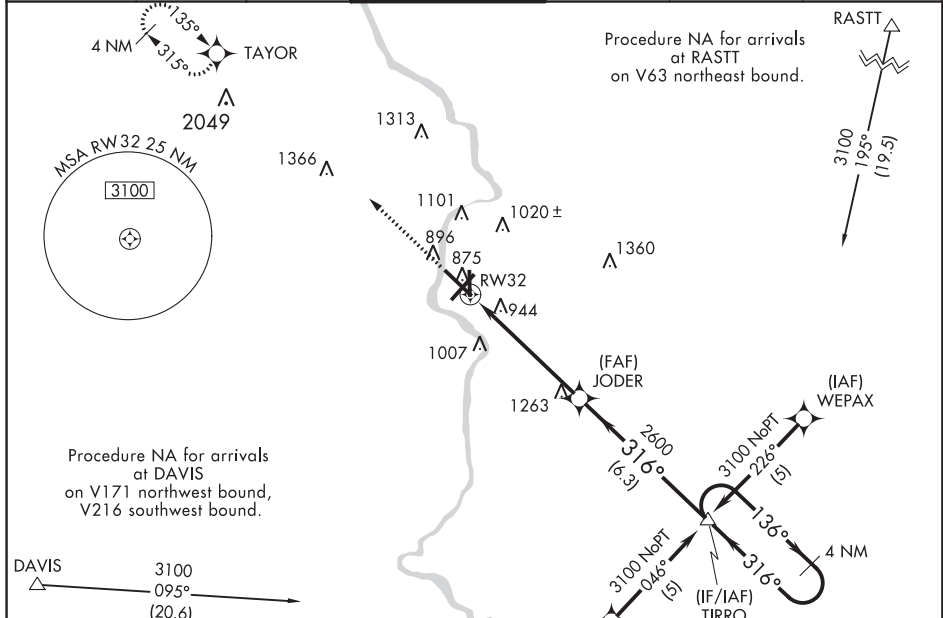 135°
4 NM
315°
TAYOR
2049
MSA RW32 25 NM
3100
1313
1366
1101
1020 ±
896
875
RW32
944
1007
1360
Procedure NA for arrivals
at RASTT
on V63 northeast bound.
RASTT
3100
195°
(19.5)
(FAF)
JODER
1263
(IAF)
WEPAX
2600
316°
(6.3)
3100 NoPT
226°
(5)
136°
4 NM
316°
3100 NoPT
046°
(5)
(IF/IAF)
TIRRO
Procedure NA for arrivals
at DAVIS
on V171 northwest bound,
V216 southwest bound.
DAVIS
3100
095°
(20.6)